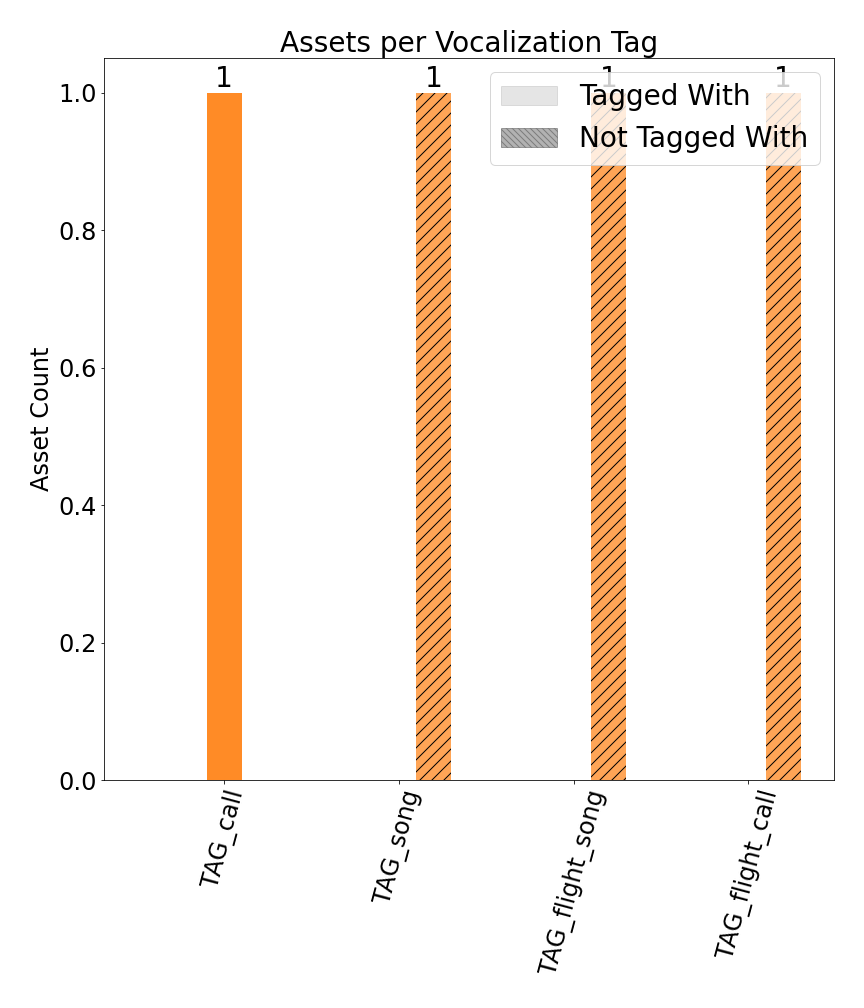 Assets per Vocalization Tag
1 1 1 1
Tagged With
Not Tagged With
1.0
0.8
0.6
0.4
0.2
0.0
Asset Count
TAG_call
TAG_song
TAG_flight_song
TAG_flight_call